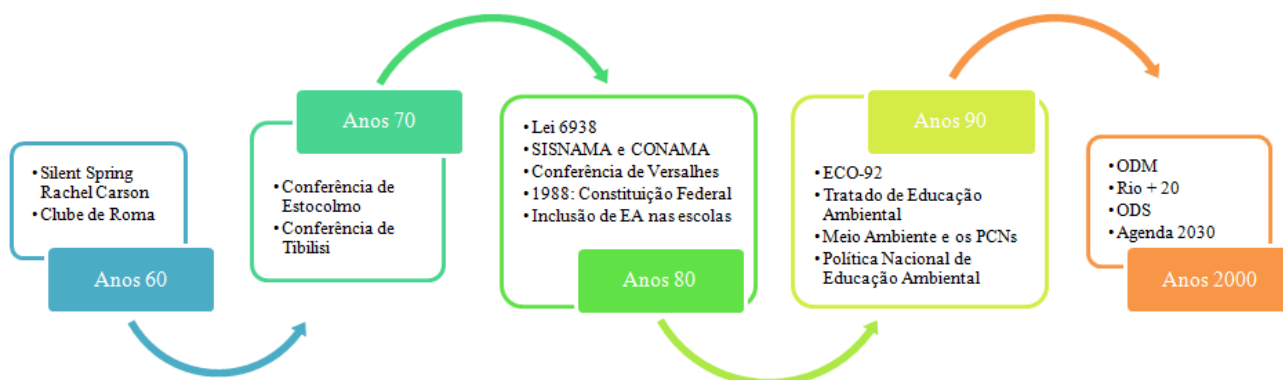 • Silent Spring
Rachel Carson
• Clube de Roma
Anos 60
Anos 70
• Conferência de
Estocolmo
• Conferência de
Tibilisi
• Lei 6938
• SISNAMA e CONAMA
• Conferência de Versalhes
• 1988: Constituição Federal
• Inclusão de EA nas escolas
Anos 80
Anos 90
• ECO-92
• Tratado de Educação
Ambiental
• Meio Ambiente e os PCNs
• Política Nacional de
Educação Ambiental
• ODM
• Rio + 20
• ODS
• Agenda 2030
Anos 2000